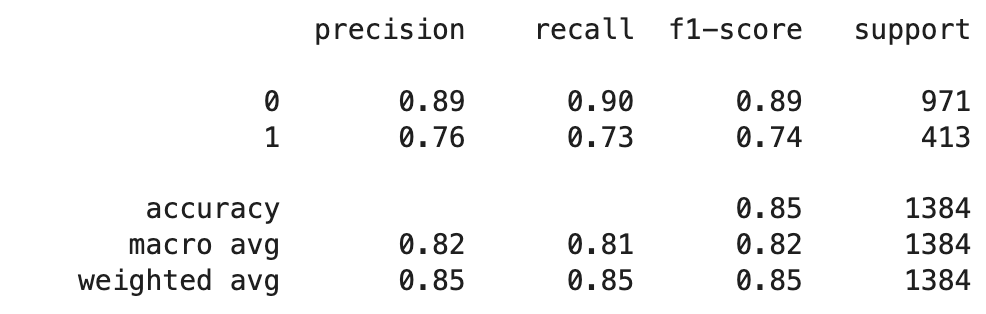 precision recall f1-score support
0 0.89 0.90 0.89 971
1 0.76 0.73 0.74 413
accuracy 0.85 1384
macro avg 0.82 0.81 0.82 1384
weighted avg 0.85 0.85 0.85 1384